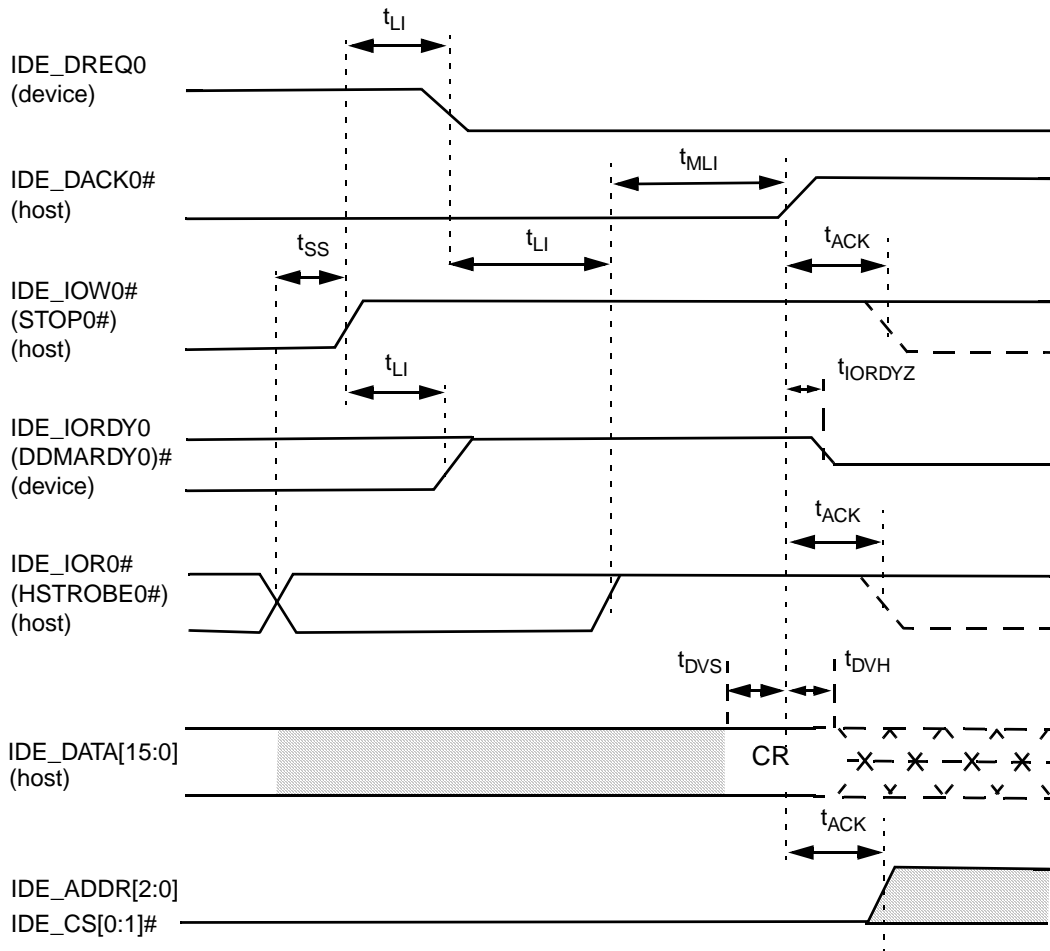 tLI
IDE_DREQ0
(device)
tMLI
IDE_DACK0#
(host)
tSS
tLI
tACK
IDE_IOW0#
(STOP0#)
(host)
tLI
tIORDYZ
IDE_IORDY0
(DDMARDY0)#
(device)
tACK
IDE_IOR0#
(HSTROBE0#)
(host)
tDVS
tDVH
IDE_DATA[15:0]
(host)
CR
tACK
IDE_ADDR[2:0]
IDE_CS[0:1]#